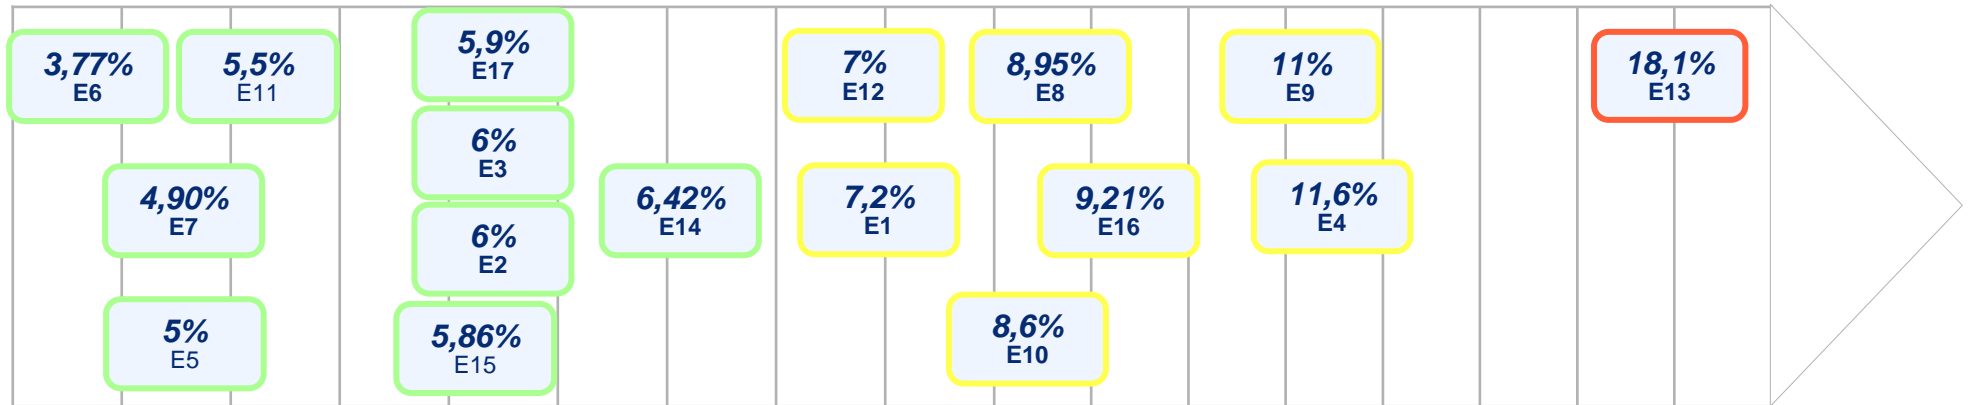 3,77%
E6
5,5%
E11
5,9%
E17
7%
E12
8,95%
E8
11%
E9
18,1%
E13
6%
E3
4,90%
E7
6,42%
E14
7,2%
E1
9,21%
E16
11,6%
E4
6%
E2
5%
E5
5,86%
E15
8,6%
E10